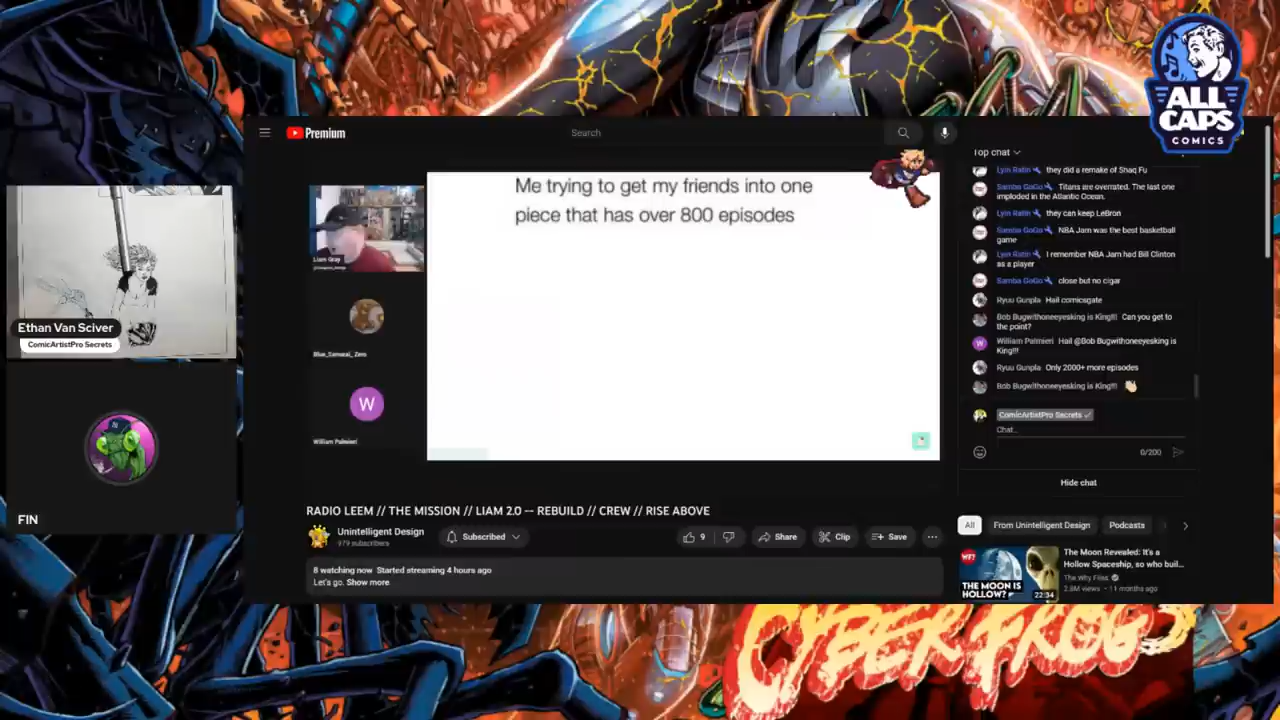 ALL
CAPS
COMICS
Premium
Search
Top chat
Me trying to get my friends into one
piece that has over 800 episodes
Lyin Ratin they did a remake of Shaq Fu
Samba GoGo Titans are overrated. The last one
imploded in the Atlantic Ocean.
Lyin Ratin they can keep LeBron
Samba GoGo NBA Jam was the best basketball
game
Lyin Ratin I remember NBA Jam had Bill Clinton
as a player
Samba GoGo close but no cigar
Ryuu Gunpla Hail comicsgate
Bob Bugwithoneeyesking is King!!! Can you get to
the point?
William Palmieri Hail @Bob Bugwithoneeyesking is
King!!!
Ryuu Gunpla Only 2000+ more episodes
Bob Bugwithoneeyesking is King!!!
ComicArtistPro Secrets
Chat...
0/200
Hide chat
Liam Gray
Blue_Samurai_Zero
W
William Palmieri
Ethan Van Sciver
ComicArtistPro Secrets
FIN
RADIO LEEM // THE MISSION // LIAM 2.0 -- REBUILD // CREW // RISE ABOVE
Unintelligent Design
979 subscribers
Subscribed
9
Share
Clip
Save
8 watching now Started streaming 4 hours ago
Let's go. Show more
All
From Unintelligent Design
Podcasts
WF?
THE MOON IS
HOLLOW?
22:34
The Moon Revealed: It's a
Hollow Spaceship, so who buil...
The Why Files
2.8M views • 11 months ago
CYBERFROG